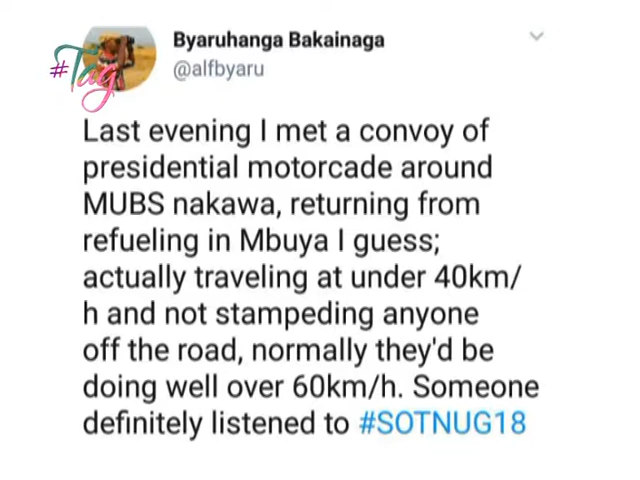 #Tag
Byaruhanga Bakainaga
@alfbyaru
Last evening I met a convoy of
presidential motorcade around
MUBS nakawa, returning from
refueling in Mbuya I guess;
actually traveling at under 40km/
h and not stampeding anyone
off the road, normally they'd be
doing well over 60km/h. Someone
definitely listened to #SOTNUG18